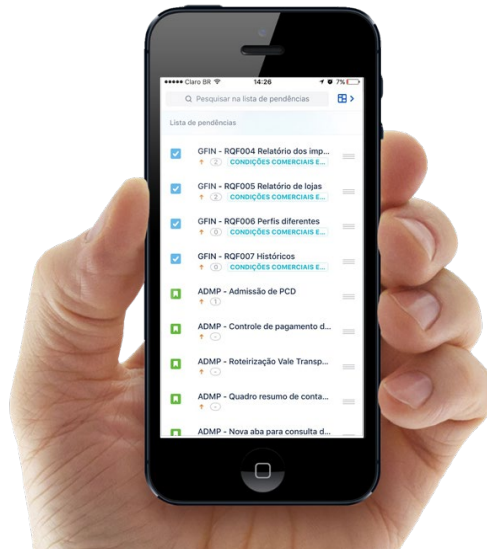 Claro BR 14:26 7%
Pesquisar na lista de pendências
Lista de pendências
GFIN - RQF004 Relatório dos imp...
2 CONDIÇÕES COMERCIAIS E...
GFIN - RQF005 Relatório de lojas
2 CONDIÇÕES COMERCIAIS E...
GFIN - RQF006 Perfis diferentes
0 CONDIÇÕES COMERCIAIS E...
GFIN - RQF007 Históricos
0 CONDIÇÕES COMERCIAIS E...
ADMP - Admissão de PCD
1
ADMP - Controle de pagamento d...
-
ADMP - Roteirização Vale Transp...
-
ADMP - Quadro resumo de conta...
-
ADMP - Nova aba para consulta d...